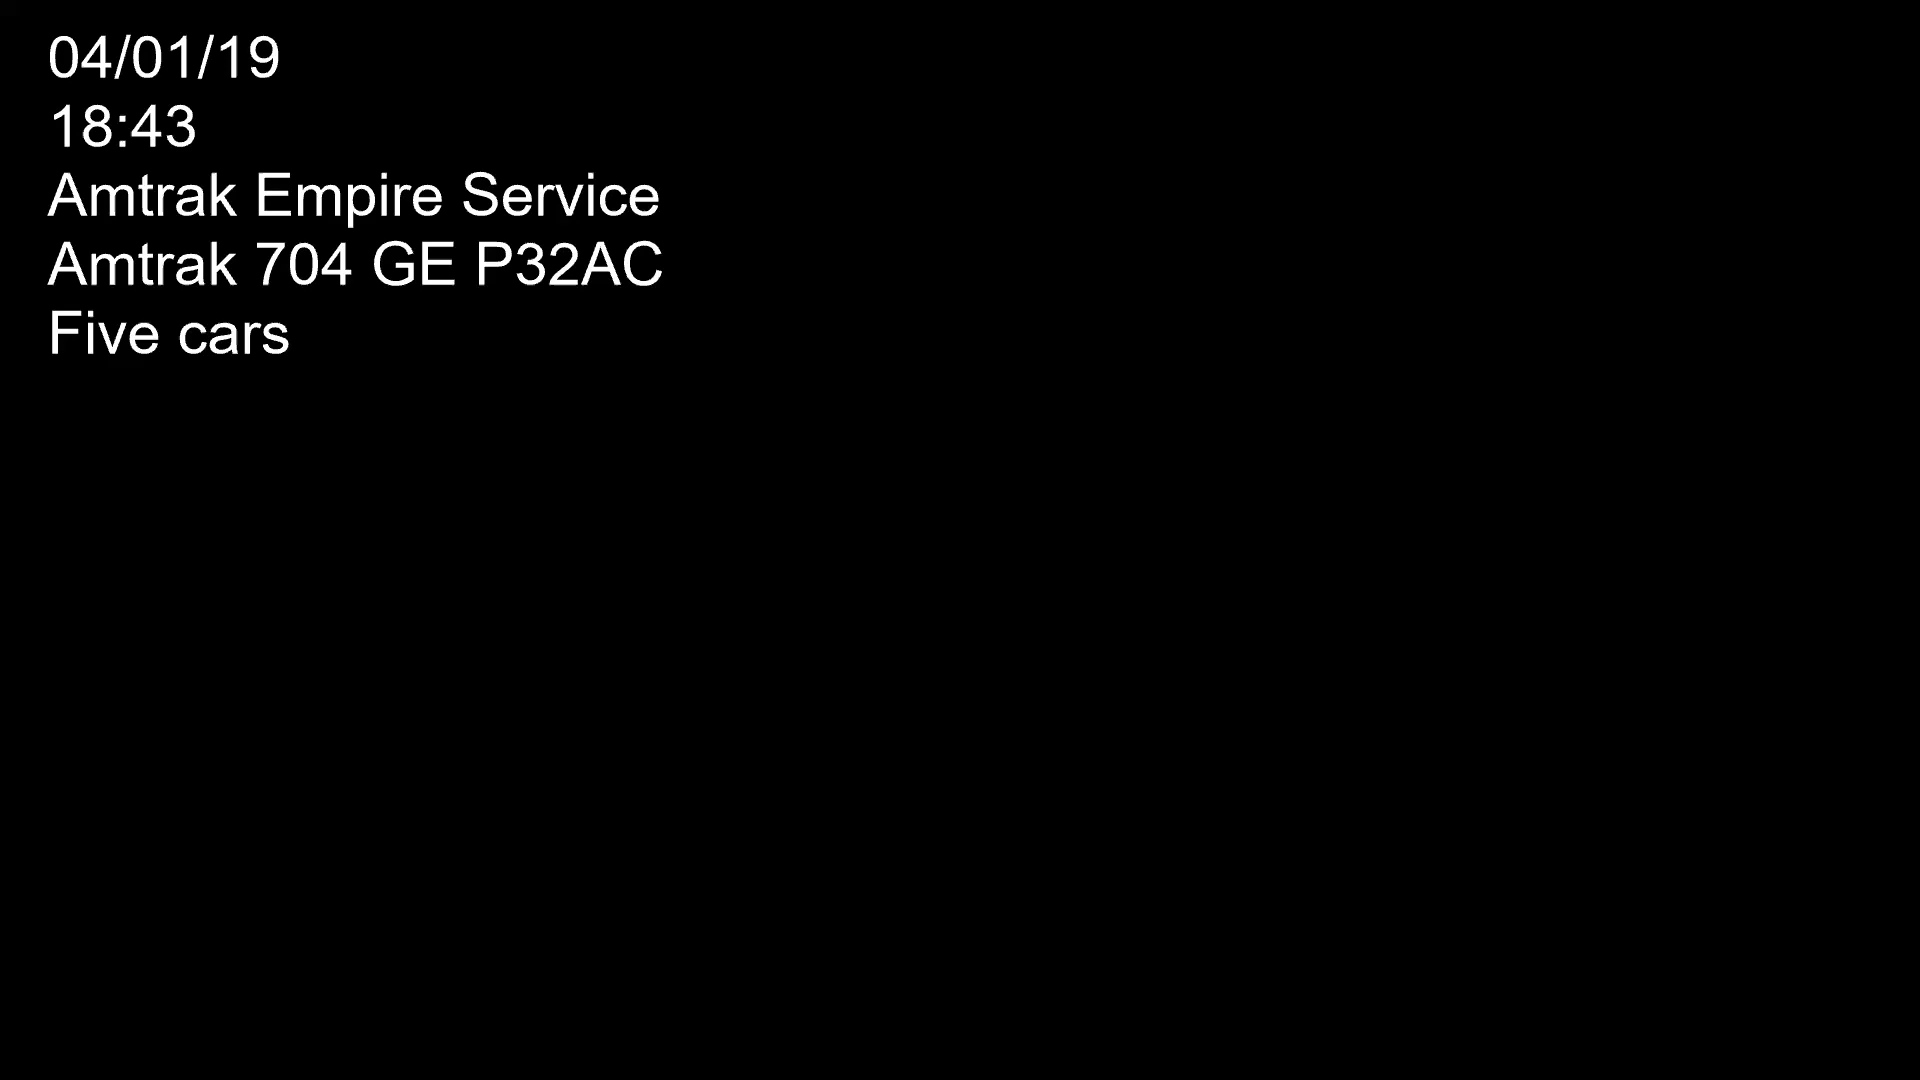 04/01/19
18:43
Amtrak Empire Service
Amtrak 704 GE P32AC
Five cars